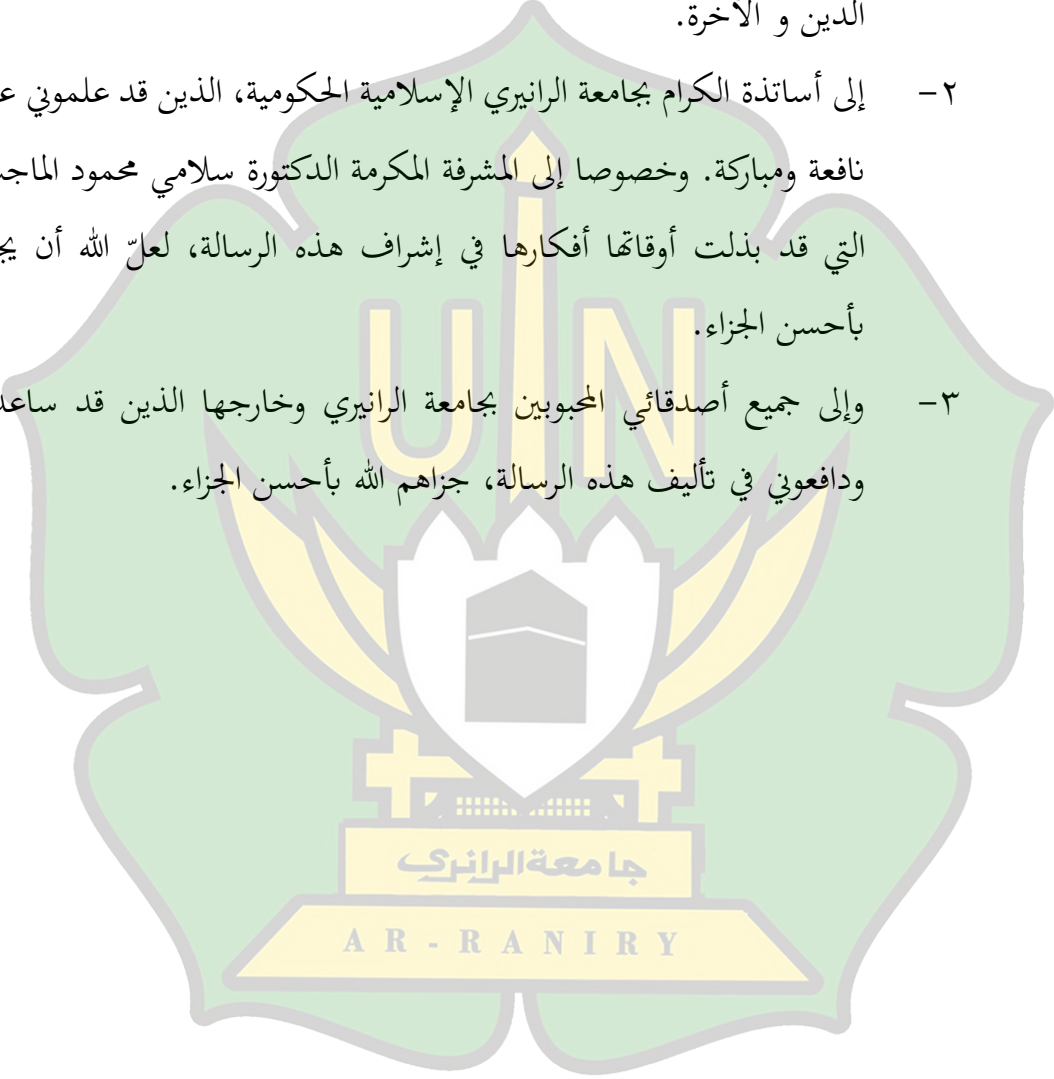 الدين و الآخرة.
٢- إلى أساتذة الكرام بجامعة الرانيري الإسلامية الحكومية، الذين قد علموني
نافعة ومباركة. وخصوصا إلى المشرفة المكرمة الدكتورة سلامي محمود
التي قد بذلت أوقاتها أفكارها في إشراف هذه الرسالة، لعلّ الله أن
بأحسن الجزاء.
٣- وإلى جميع أصدقائي المحبوبين بجامعة الرانيري وخارجها الذين قد
ودافعوني في تأليف هذه الرسالة، جزاهم الله بأحسن الجزاء.
UIN
جامعة الرانري
AR-RANIRY